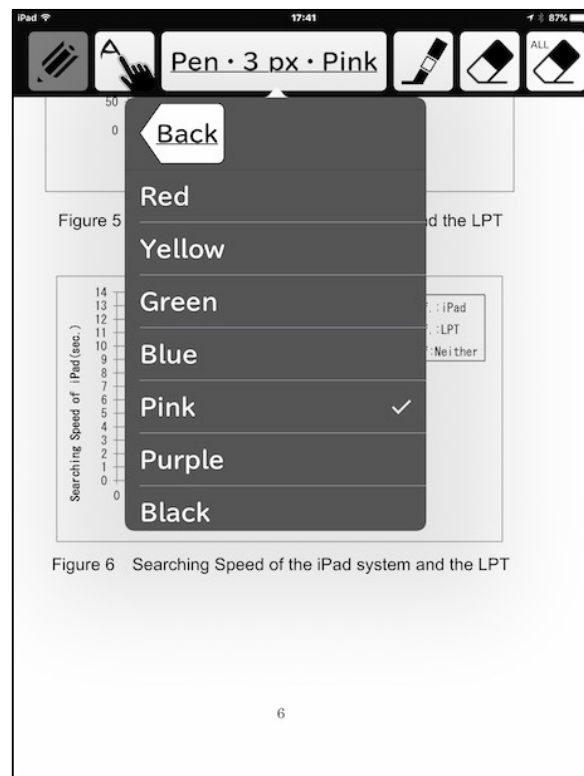 iPad 17:41 87%
A Pen・3 px・Pink ALL
50
0
Back
Red
Yellow
Green
Blue
Pink
Purple
Black
Figure 5 d the LPT
14
13
12
11
10
9
8
7
6
5
4
3
2
1
0
0
Searching Speed of iPad(sec.)
:iPad
:LPT
:Neither
Figure 6 Searching Speed of the iPad system and the LPT
6